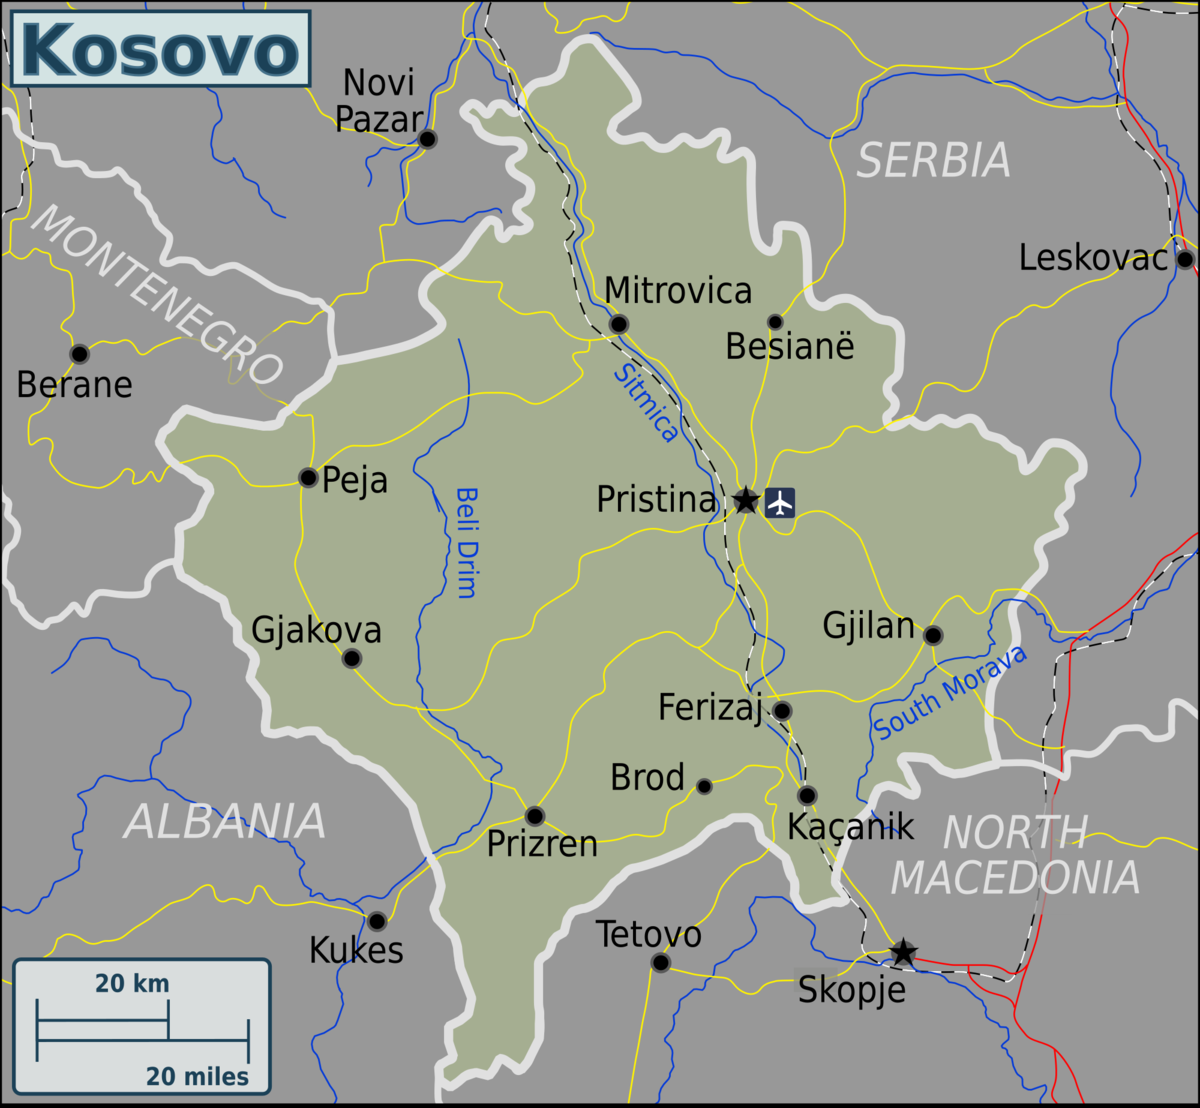 Kosovo
Novi
Pazar
SERBIA
MONTENEGRO
Leskovac
Mitrovica
Besianë
Berane
Sitmica
Peja
Beli Drim
Pristina
Gjakova
Gjilan
South Morava
Ferizaj
Brod
Kaçanik
ALBANIA
Prizren
NORTH
MACEDONIA
Kukes
Tetovo
Skopje
20 km
20 miles